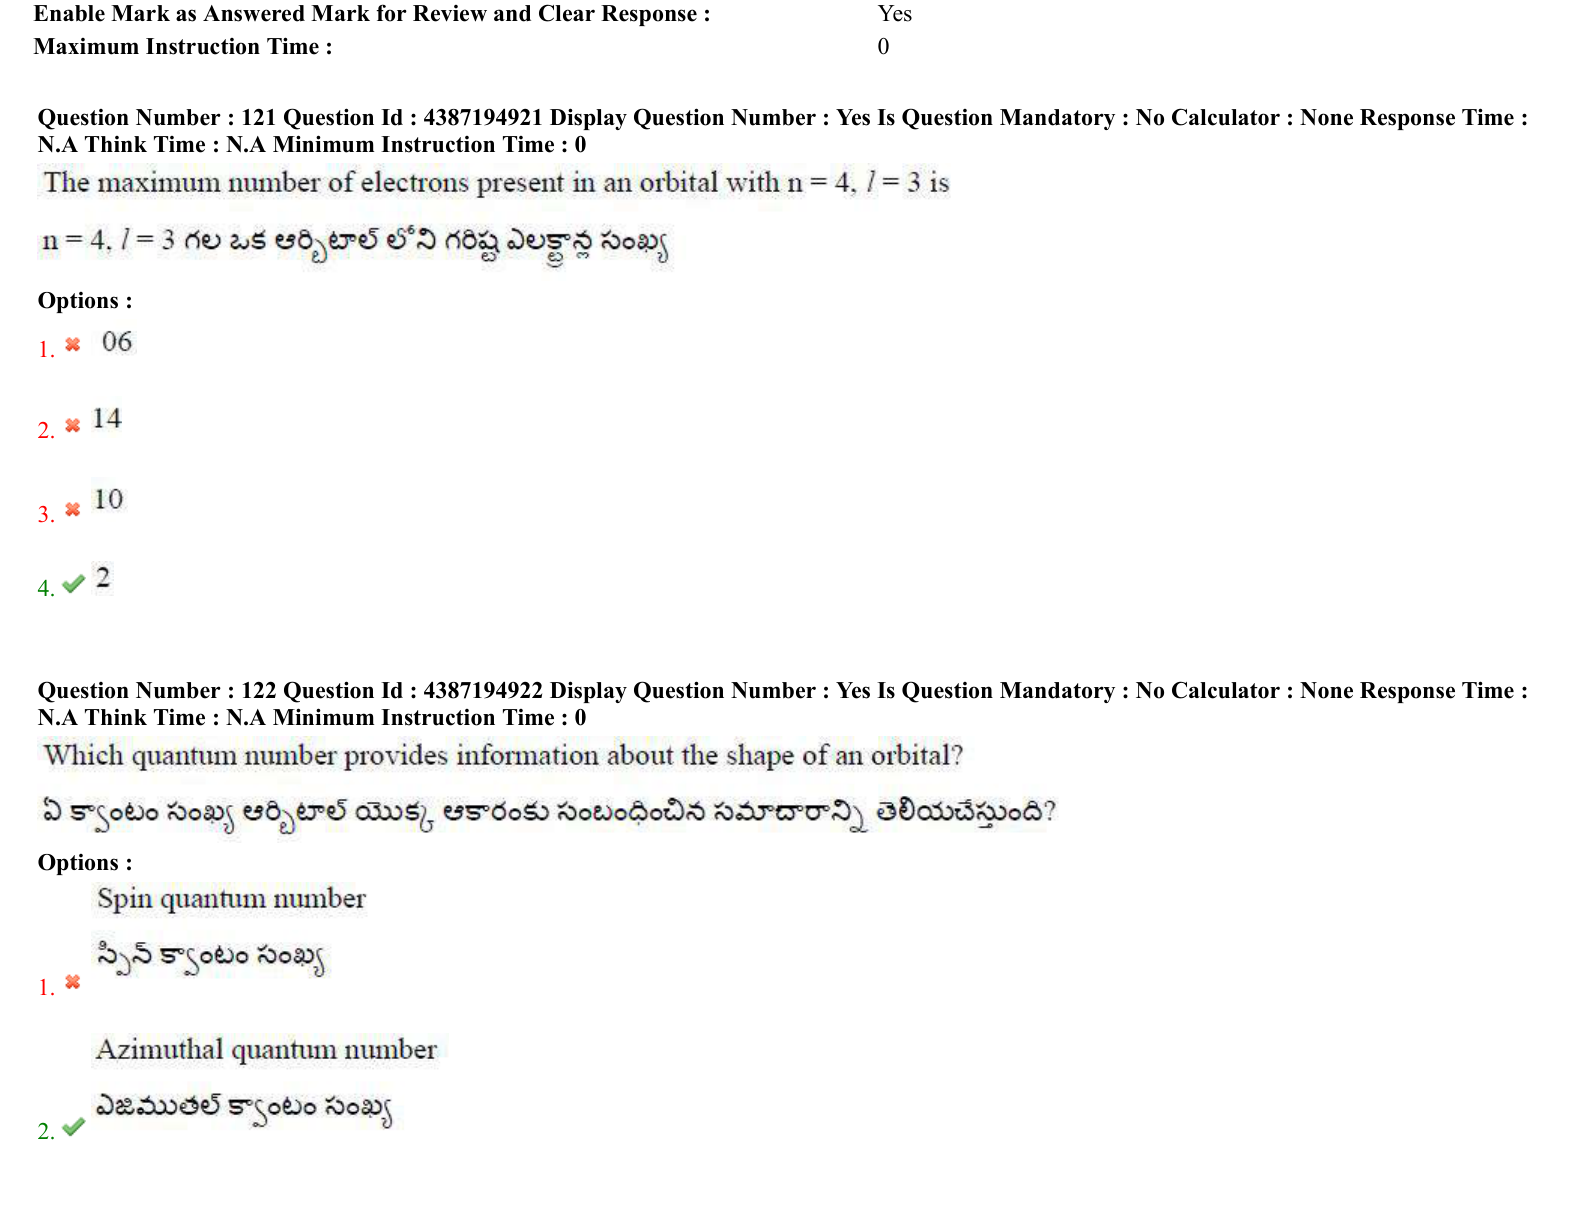 Enable Mark as Answered Mark for Review and Clear Response : Yes
Maximum Instruction Time : 0
Question Number : 121 Question Id : 4387194921 Display Question Number : Yes Is Question Mandatory : No Calculator : None Response Time :
N.A Think Time : N.A Minimum Instruction Time : 0
The maximum number of electrons present in an orbital with n = 4, l = 3 is
n = 4, l = 3 గల ఒక ఆర్బిటాల్ లోని గరిష్ట ఎలక్ట్రాన్ల సంఖ్య
Options :
1. 06
2. 14
3. 10
4. 2
Question Number : 122 Question Id : 4387194922 Display Question Number : Yes Is Question Mandatory : No Calculator : None Response Time :
N.A Think Time : N.A Minimum Instruction Time : 0
Which quantum number provides information about the shape of an orbital?
ఏ క్వాంటం సంఖ్య ఆర్బిటాల్ యొక్క ఆకారంకు సంబంధించిన సమాదారాన్ని తెలియచేస్తుంది?
Options :
Spin quantum number
స్పిన్ క్వాంటం సంఖ్య
1.
Azimuthal quantum number
ఎజిముతల్ క్వాంటం సంఖ్య
2.